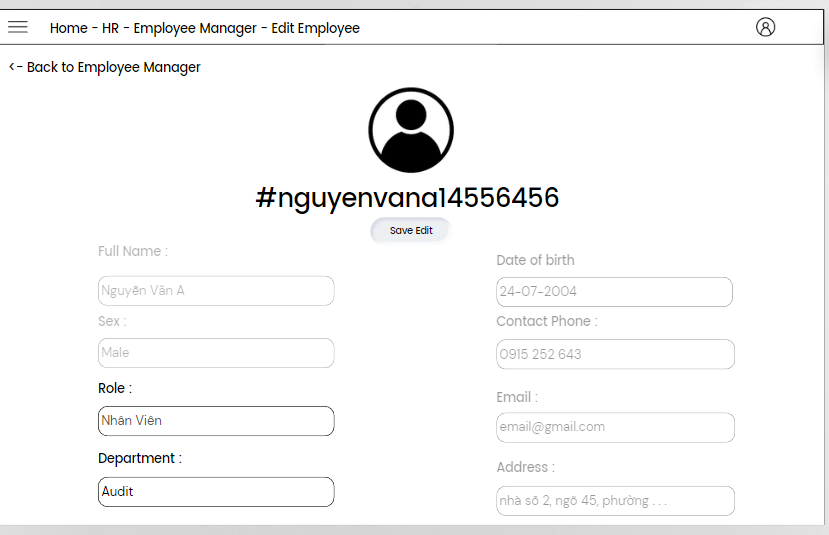 Home - HR - Employee Manager - Edit Employee
<- Back to Employee Manager
#nguyenvana14556456
Save Edit
Full Name :
Nguyễn Văn A
Sex :
Male
Role :
Nhân Viên
Department :
Audit
Date of birth
24-07-2004
Contact Phone :
0915 252 643
Email :
email@gmail.com
Address :
nhà số 2, ngõ 45, phường . . .